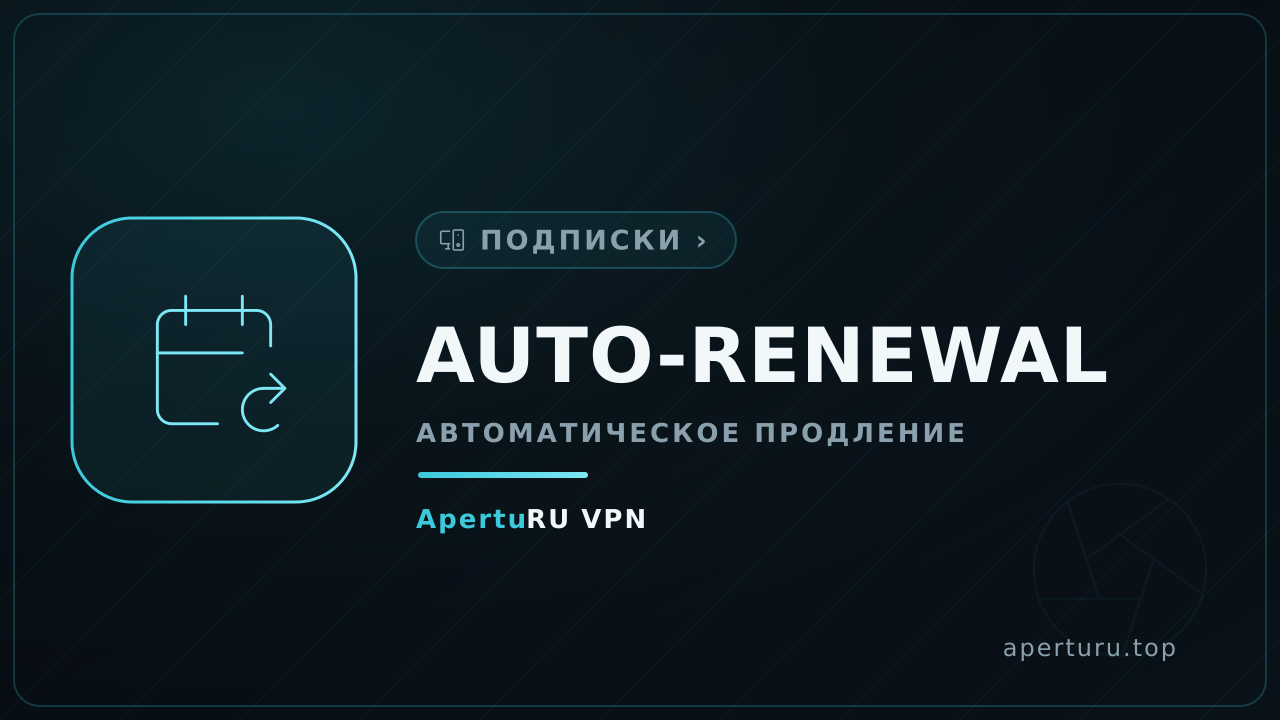 ПОДПИСКИ ›
AUTO-RENEWAL
АВТОМАТИЧЕСКОЕ ПРОДЛЕНИЕ
ApertuRU VPN
aperturu.top